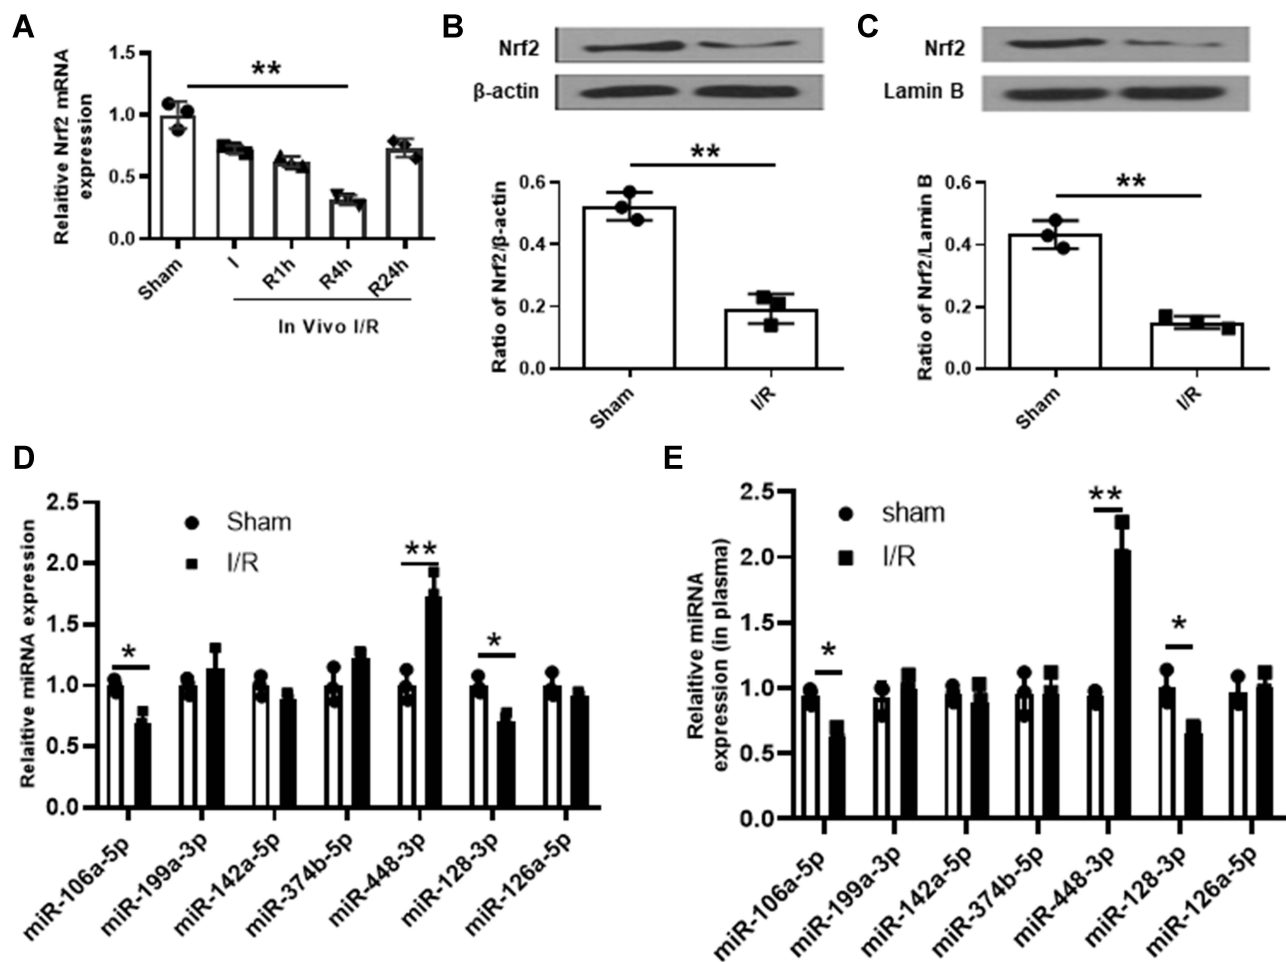 A
Relaitive Nrf2 mRNA
expression
1.5
1.0
0.5
0.0
**
Sham
I
R1h
R4h
R24h
In Vivo I/R
B
Nrf2
β-actin
**
Ratio of Nrf2/β-actin
0.6
0.4
0.2
0.0
Sham
I/R
C
Nrf2
Lamin B
**
Ratio of Nrf2/Lamin B
0.6
0.4
0.2
0.0
Sham
I/R
D
Relaitive miRNA expression
2.5
2.0
1.5
1.0
0.5
0.0
Sham
I/R
*
**
*
miR-106a-5p
miR-199a-3p
miR-142a-5p
miR-374b-5p
miR-448-3p
miR-128-3p
miR-126a-5p
E
Relaitive miRNA
expression (in plasma)
2.5
2.0
1.5
1.0
0.5
0.0
sham
I/R
*
**
*
miR-106a-5p
miR-199a-3p
miR-142a-5p
miR-374b-5p
miR-448-3p
miR-128-3p
miR-126a-5p